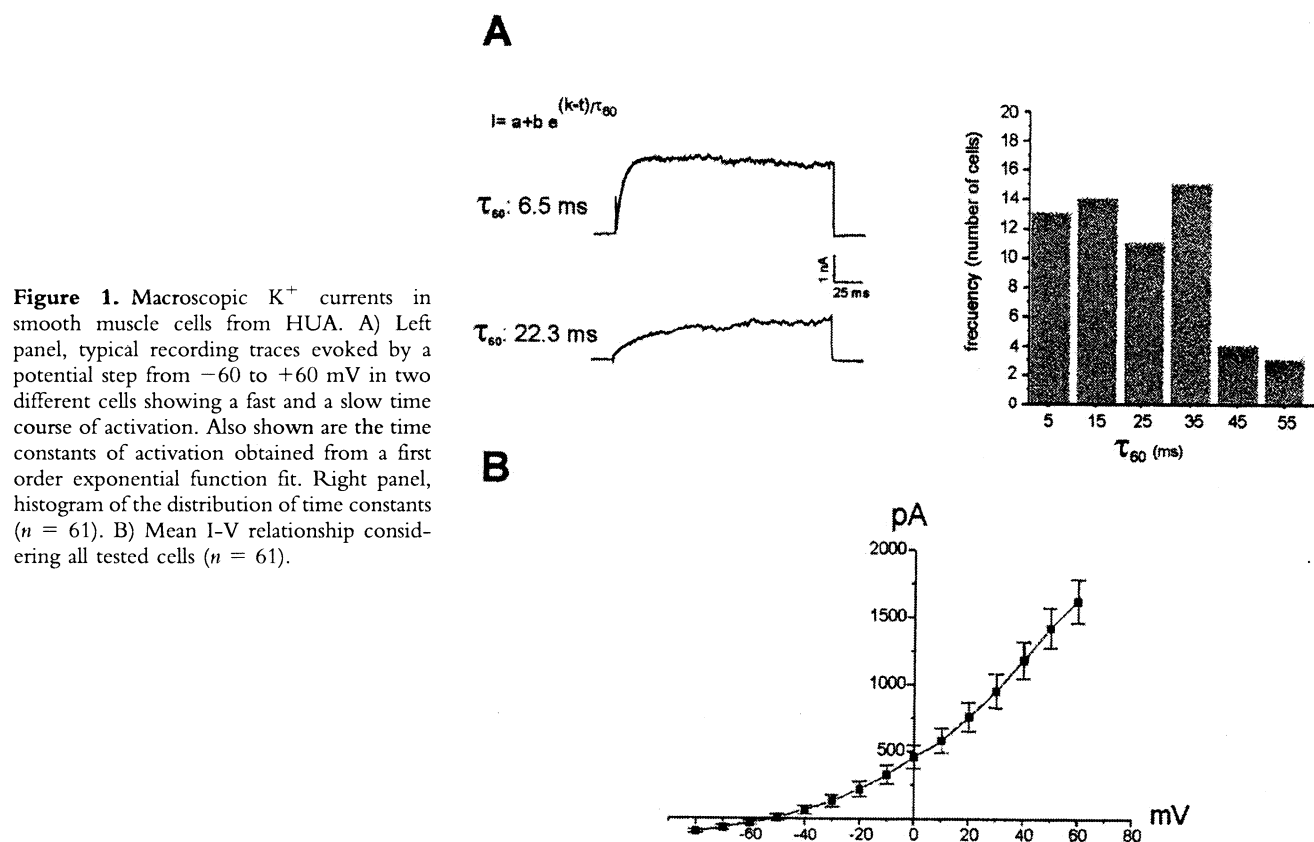 Figure 1. Macroscopic K+ currents in
smooth muscle cells from HUA. A) Left
panel, typical recording traces evoked by a
potential step from −60 to +60 mV in two
different cells showing a fast and a slow time
course of activation. Also shown are the time
constants of activation obtained from a first
order exponential function fit. Right panel,
histogram of the distribution of time constants
(n = 61). B) Mean I-V relationship consid-
ering all tested cells (n = 61).
A
I= a+b e(k-t)/τ60
τ60: 6.5 ms
1 nA
25 ms
τ60: 22.3 ms
frecuency (number of cells)
20
18
16
14
12
10
8
6
4
2
0
5 15 25 35 45 55
τ60 (ms)
B
pA
2000
1500
1000
500
-60 -40 -20 0 20 40 60 80
mV